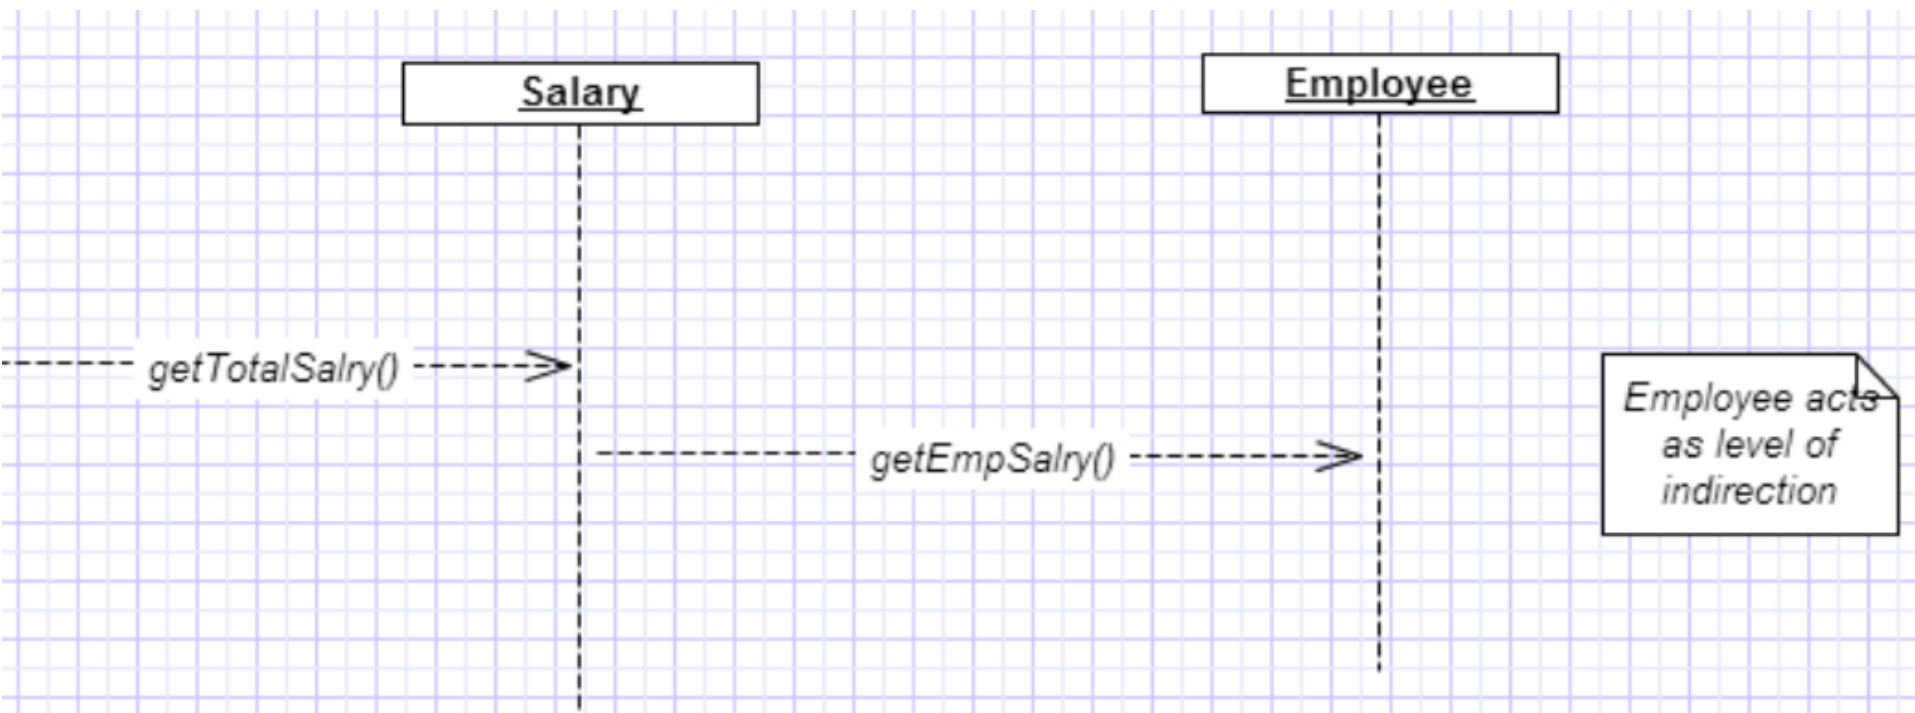 Salary
Employee
getTotalSalry()
getEmpSalry()
Employee acts
as level of
indirection